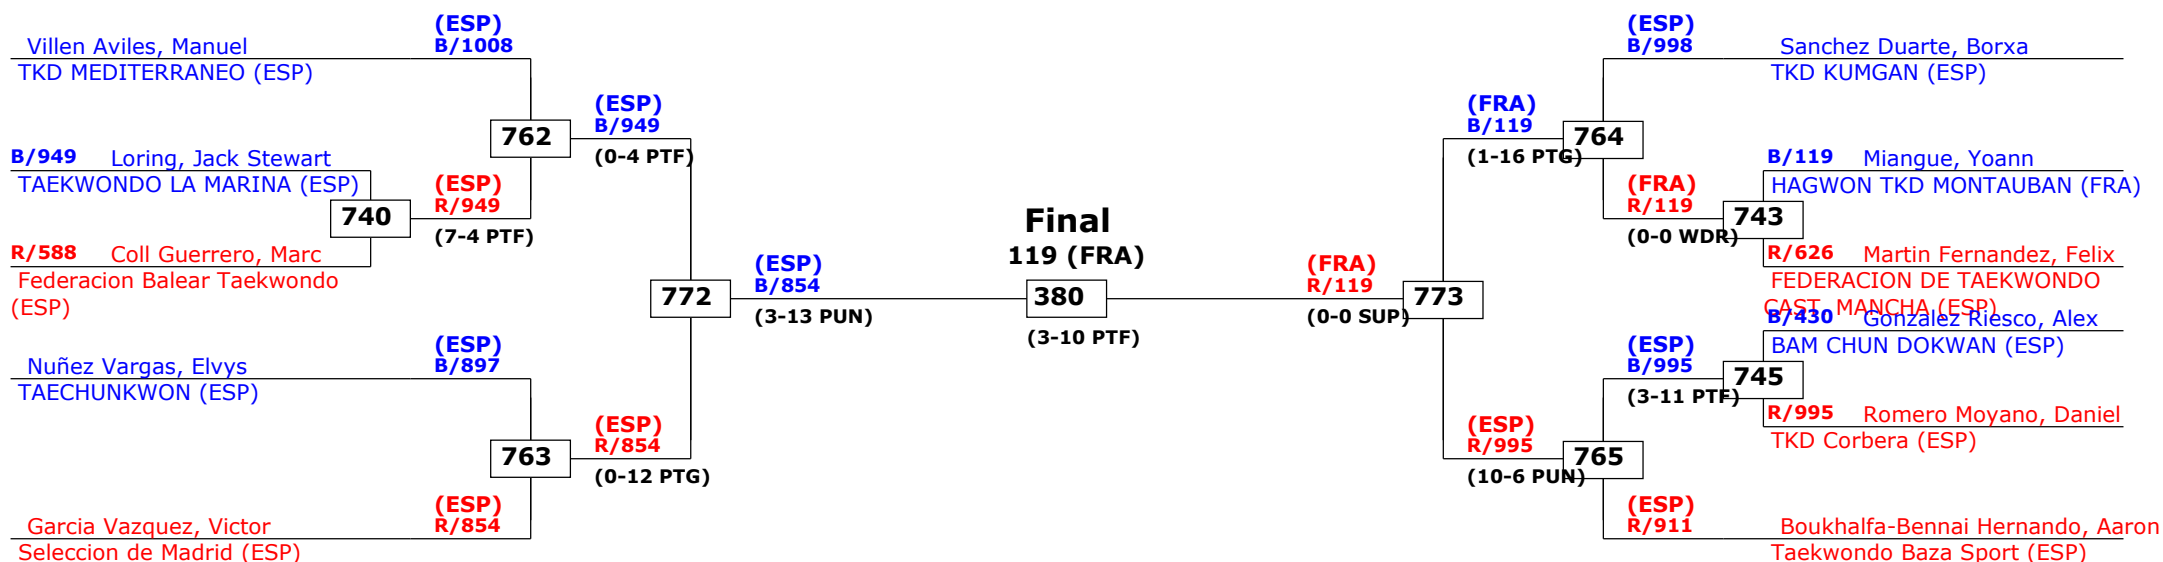 (ESP)
B/1008
Villen Aviles, Manuel
TKD MEDITERRANEO (ESP)
762
(ESP)
B/949
(0-4 PTF)
B/949 Loring, Jack Stewart
TAEKWONDO LA MARINA (ESP)
740
(ESP)
R/949
(7-4 PTF)
R/588 Coll Guerrero, Marc
Federacion Balear Taekwondo
(ESP)
772
(ESP)
B/854
(3-13 PUN)
(ESP)
B/897
Nuñez Vargas, Elvys
TAECHUNKWON (ESP)
763
(ESP)
R/854
(0-12 PTG)
(ESP)
R/854
Garcia Vazquez, Victor
Seleccion de Madrid (ESP)
Final
119 (FRA)
380
(3-10 PTF)
(FRA)
R/119
(0-0 SUP)
773
(ESP)
B/998
Sanchez Duarte, Borxa
TKD KUMGAN (ESP)
(FRA)
B/119
(1-16 PTG)
764
B/119 Miangue, Yoann
HAGWON TKD MONTAUBAN (FRA)
(FRA)
R/119
(0-0 WDR)
743
R/626 Martin Fernandez, Felix
FEDERACION DE TAEKWONDO
CAST. MANCHA (ESP)
B/430 Gonzalez Riesco, Alex
BAM CHUN DOKWAN (ESP)
(ESP)
B/995
(3-11 PTF)
745
R/995 Romero Moyano, Daniel
TKD Corbera (ESP)
(ESP)
R/995
(10-6 PUN)
765
(ESP)
R/911
Boukhalfa-Bennai Hernando, Aaron
Taekwondo Baza Sport (ESP)